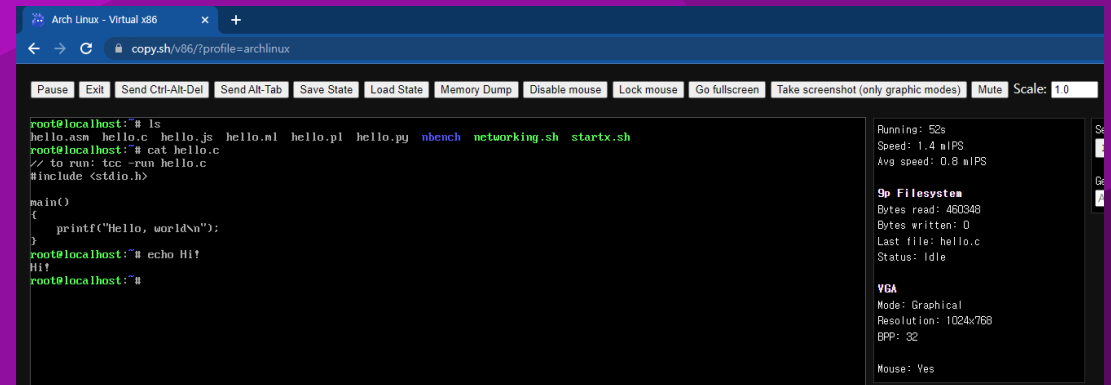 Arch Linux - Virtual x86
copy.sh/v86/?profile=archlinux
Pause Exit Send Ctrl-Alt-Del Send Alt-Tab Save State Load State Memory Dump Disable mouse Lock mouse Go fullscreen Take screenshot (only graphic modes) Mute Scale: 1.0
root@localhost:~# ls
hello.asm hello.c hello.js hello.ml hello.pl hello.py nbench networking.sh startx.sh
root@localhost:~# cat hello.c
// to run: tcc -run hello.c
#include <stdio.h>
main()
{
    printf("Hello, world\n");
}
root@localhost:~# echo Hi!
Hi!
root@localhost:~#
Running: 52s
Speed: 1.4 mIPS
Avg speed: 0.8 mIPS
9p Filesystem
Bytes read: 460348
Bytes written: 0
Last file: hello.c
Status: Idle
VGA
Mode: Graphical
Resolution: 1024x768
BPP: 32
Mouse: Yes